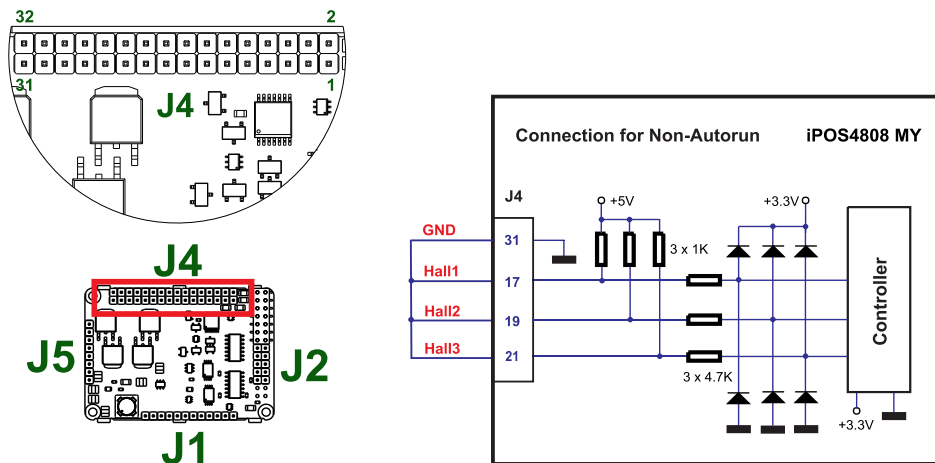 32 2
31 1
J4
J4
J5
J2
J1
Connection for Non-Autorun iPOS4808 MY
J4
+5V
+3.3V
GND
31
3 x 1K
Hall1
17
Hall2
19
Controller
Hall3
21
3 x 4.7K
+3.3V